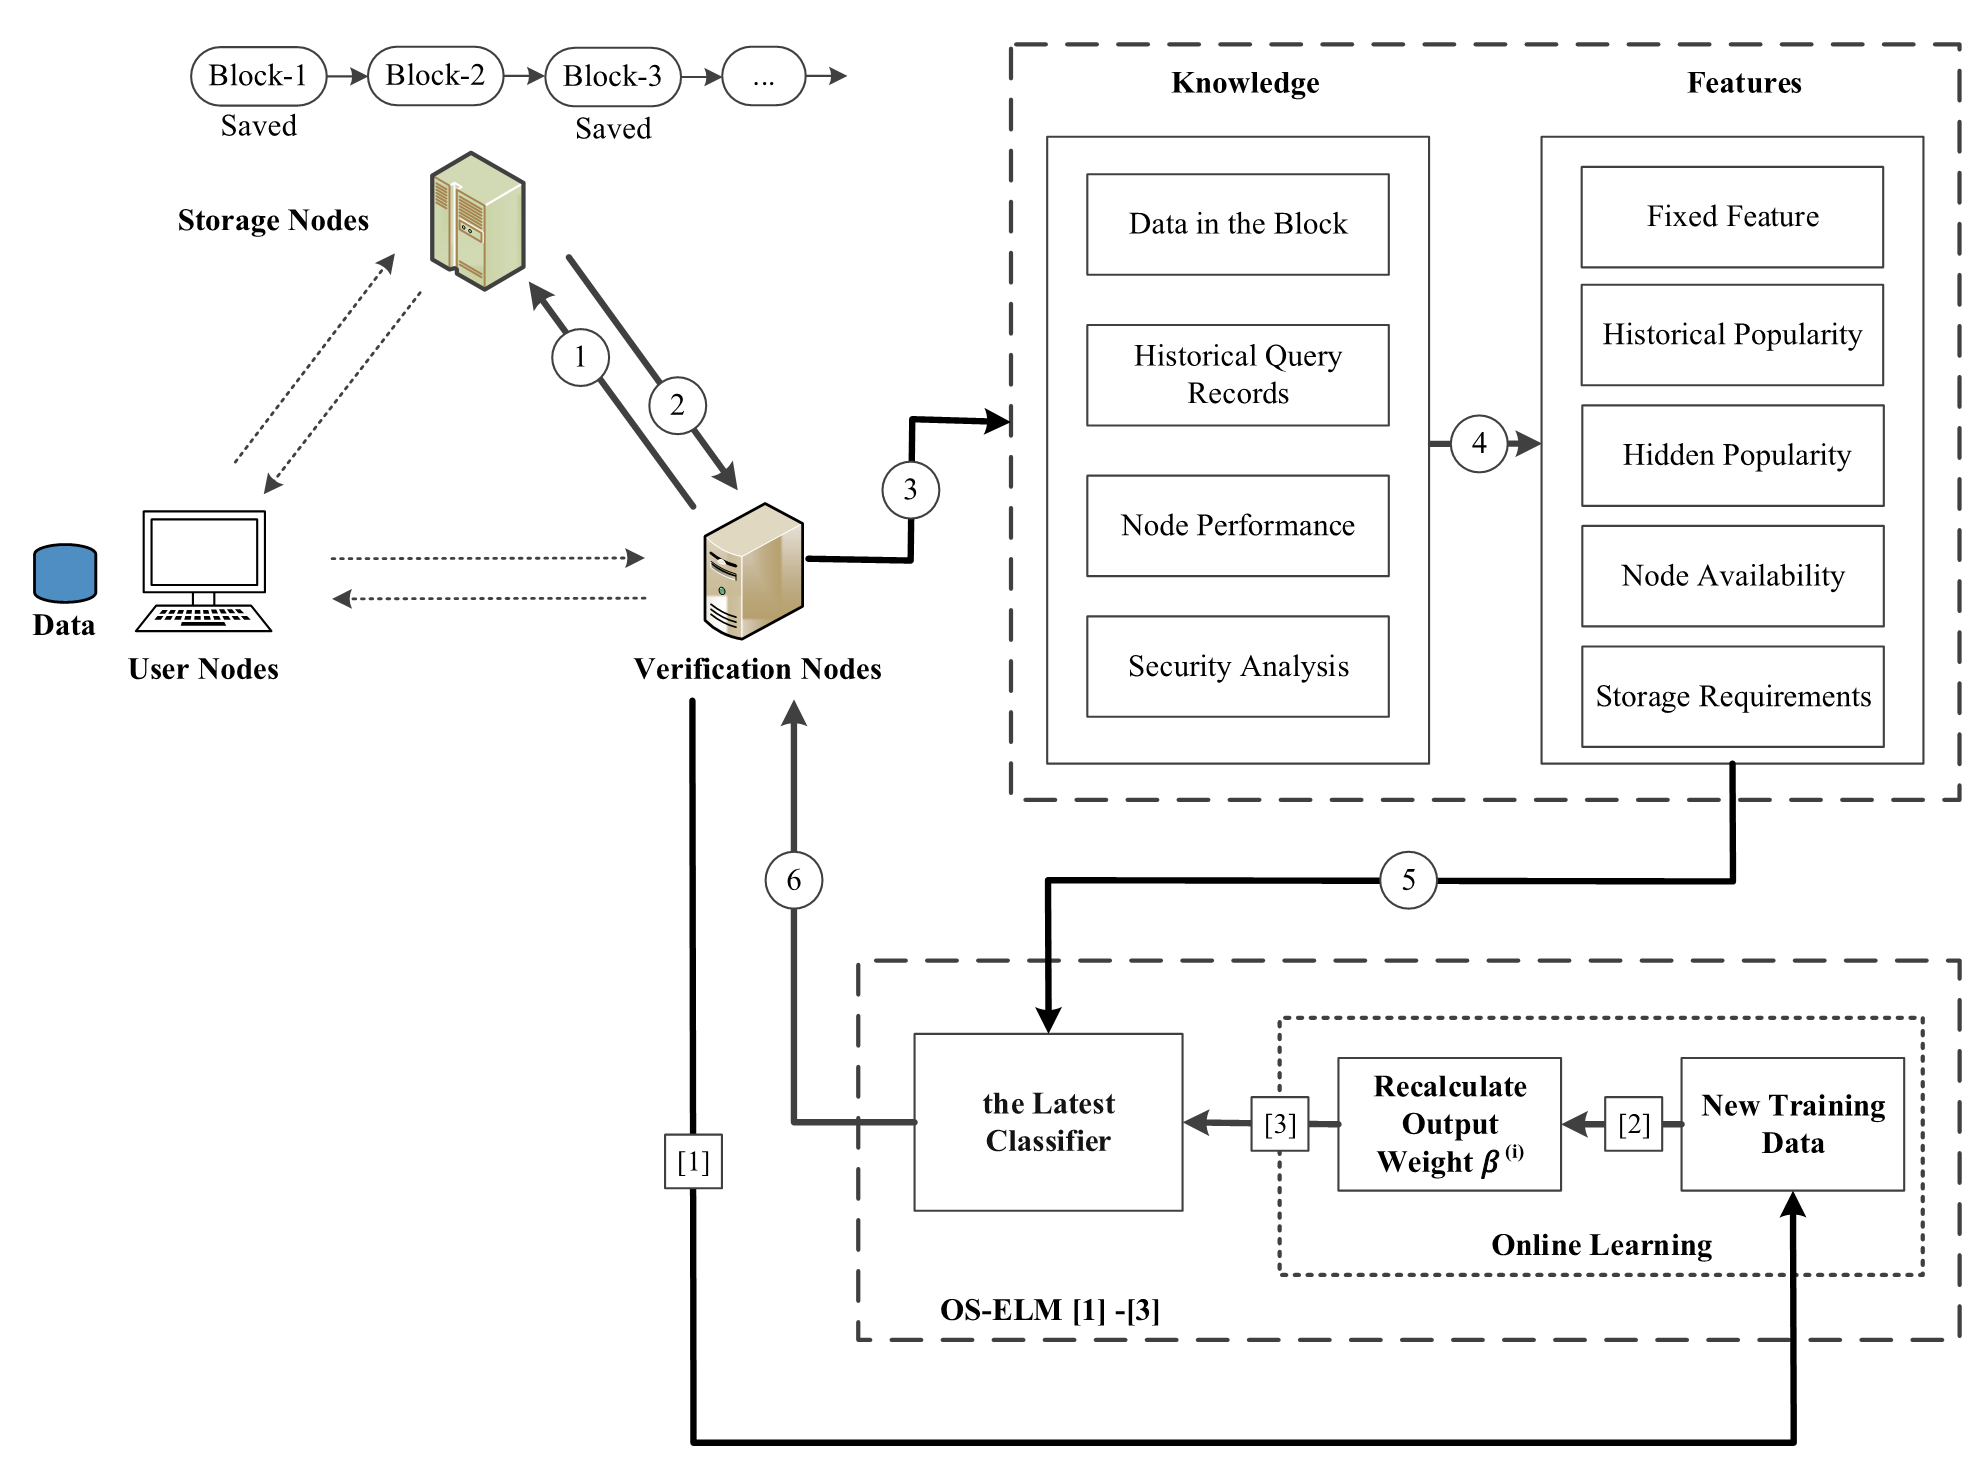 Block-1
Block-2
Block-3
...
Saved
Saved
Storage Nodes
1
2
3
Data
User Nodes
Verification Nodes
Knowledge
Features
Data in the Block
Historical Query
Records
Node Performance
Security Analysis
4
Fixed Feature
Historical Popularity
Hidden Popularity
Node Availability
Storage Requirements
5
6
[1]
the Latest
Classifier
[3]
Recalculate
Output
Weight β (i)
[2]
New Training
Data
Online Learning
OS-ELM [1] -[3]